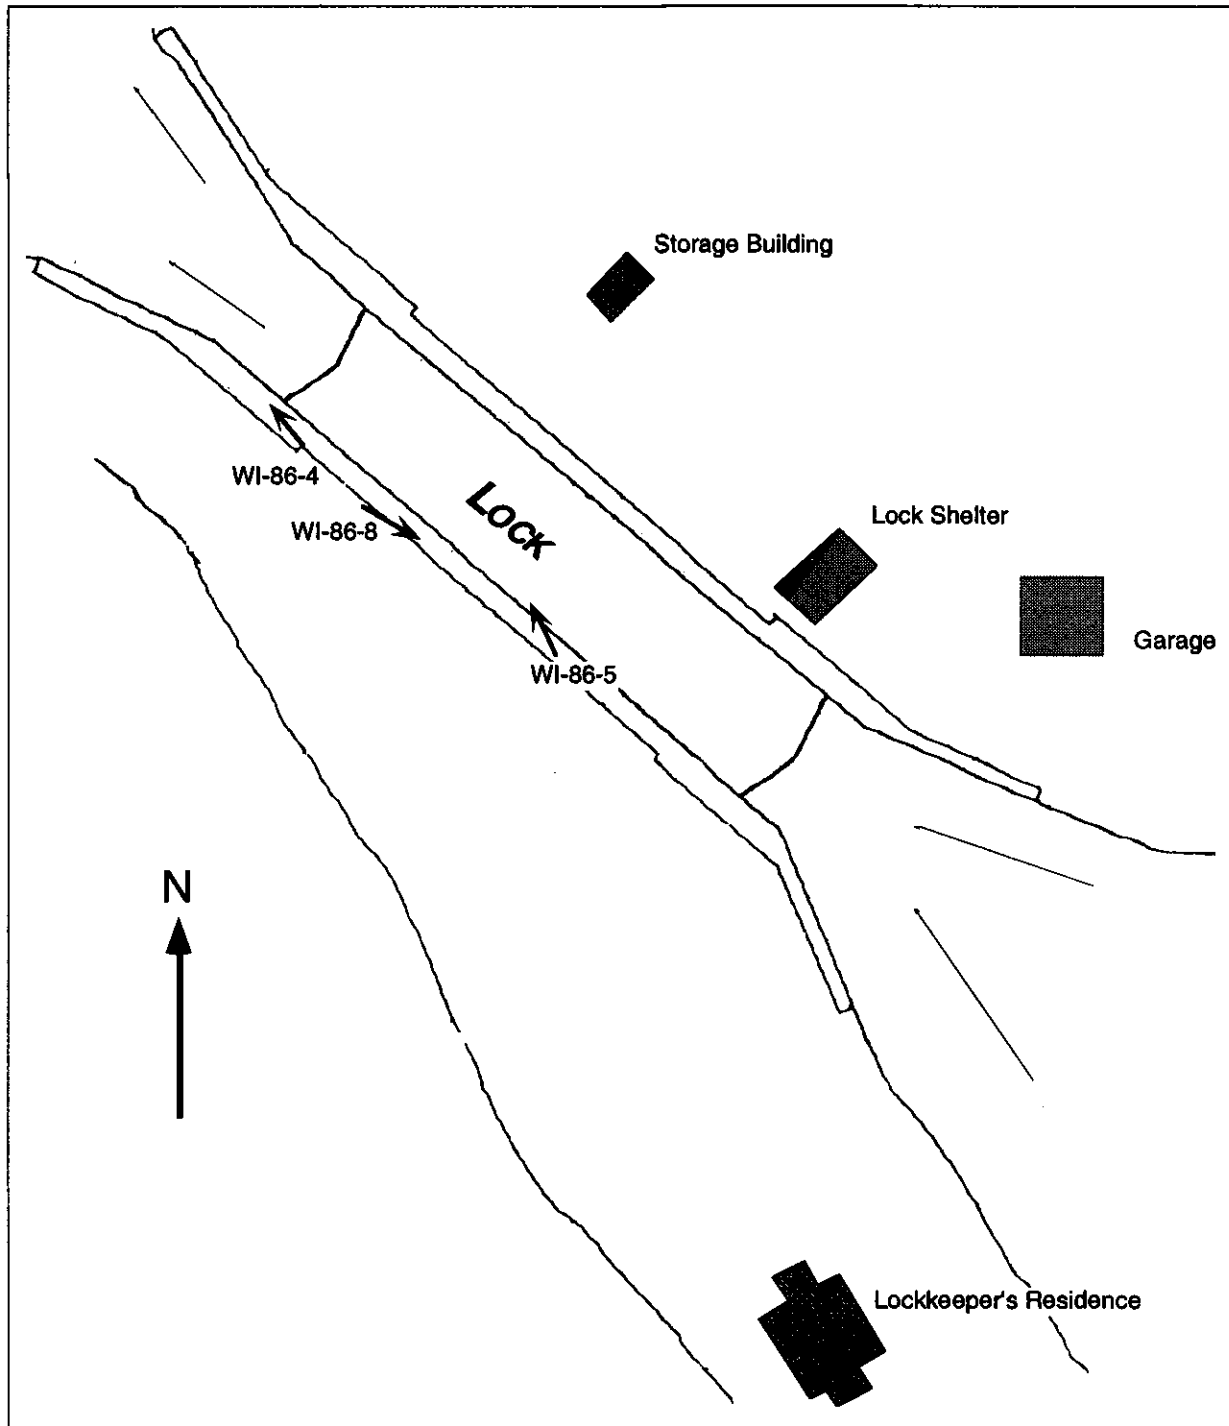 Storage Building
WI-86-4
WI-86-8
LOCK
Lock Shelter
Garage
WI-86-5
N
Lockkeeper's Residence